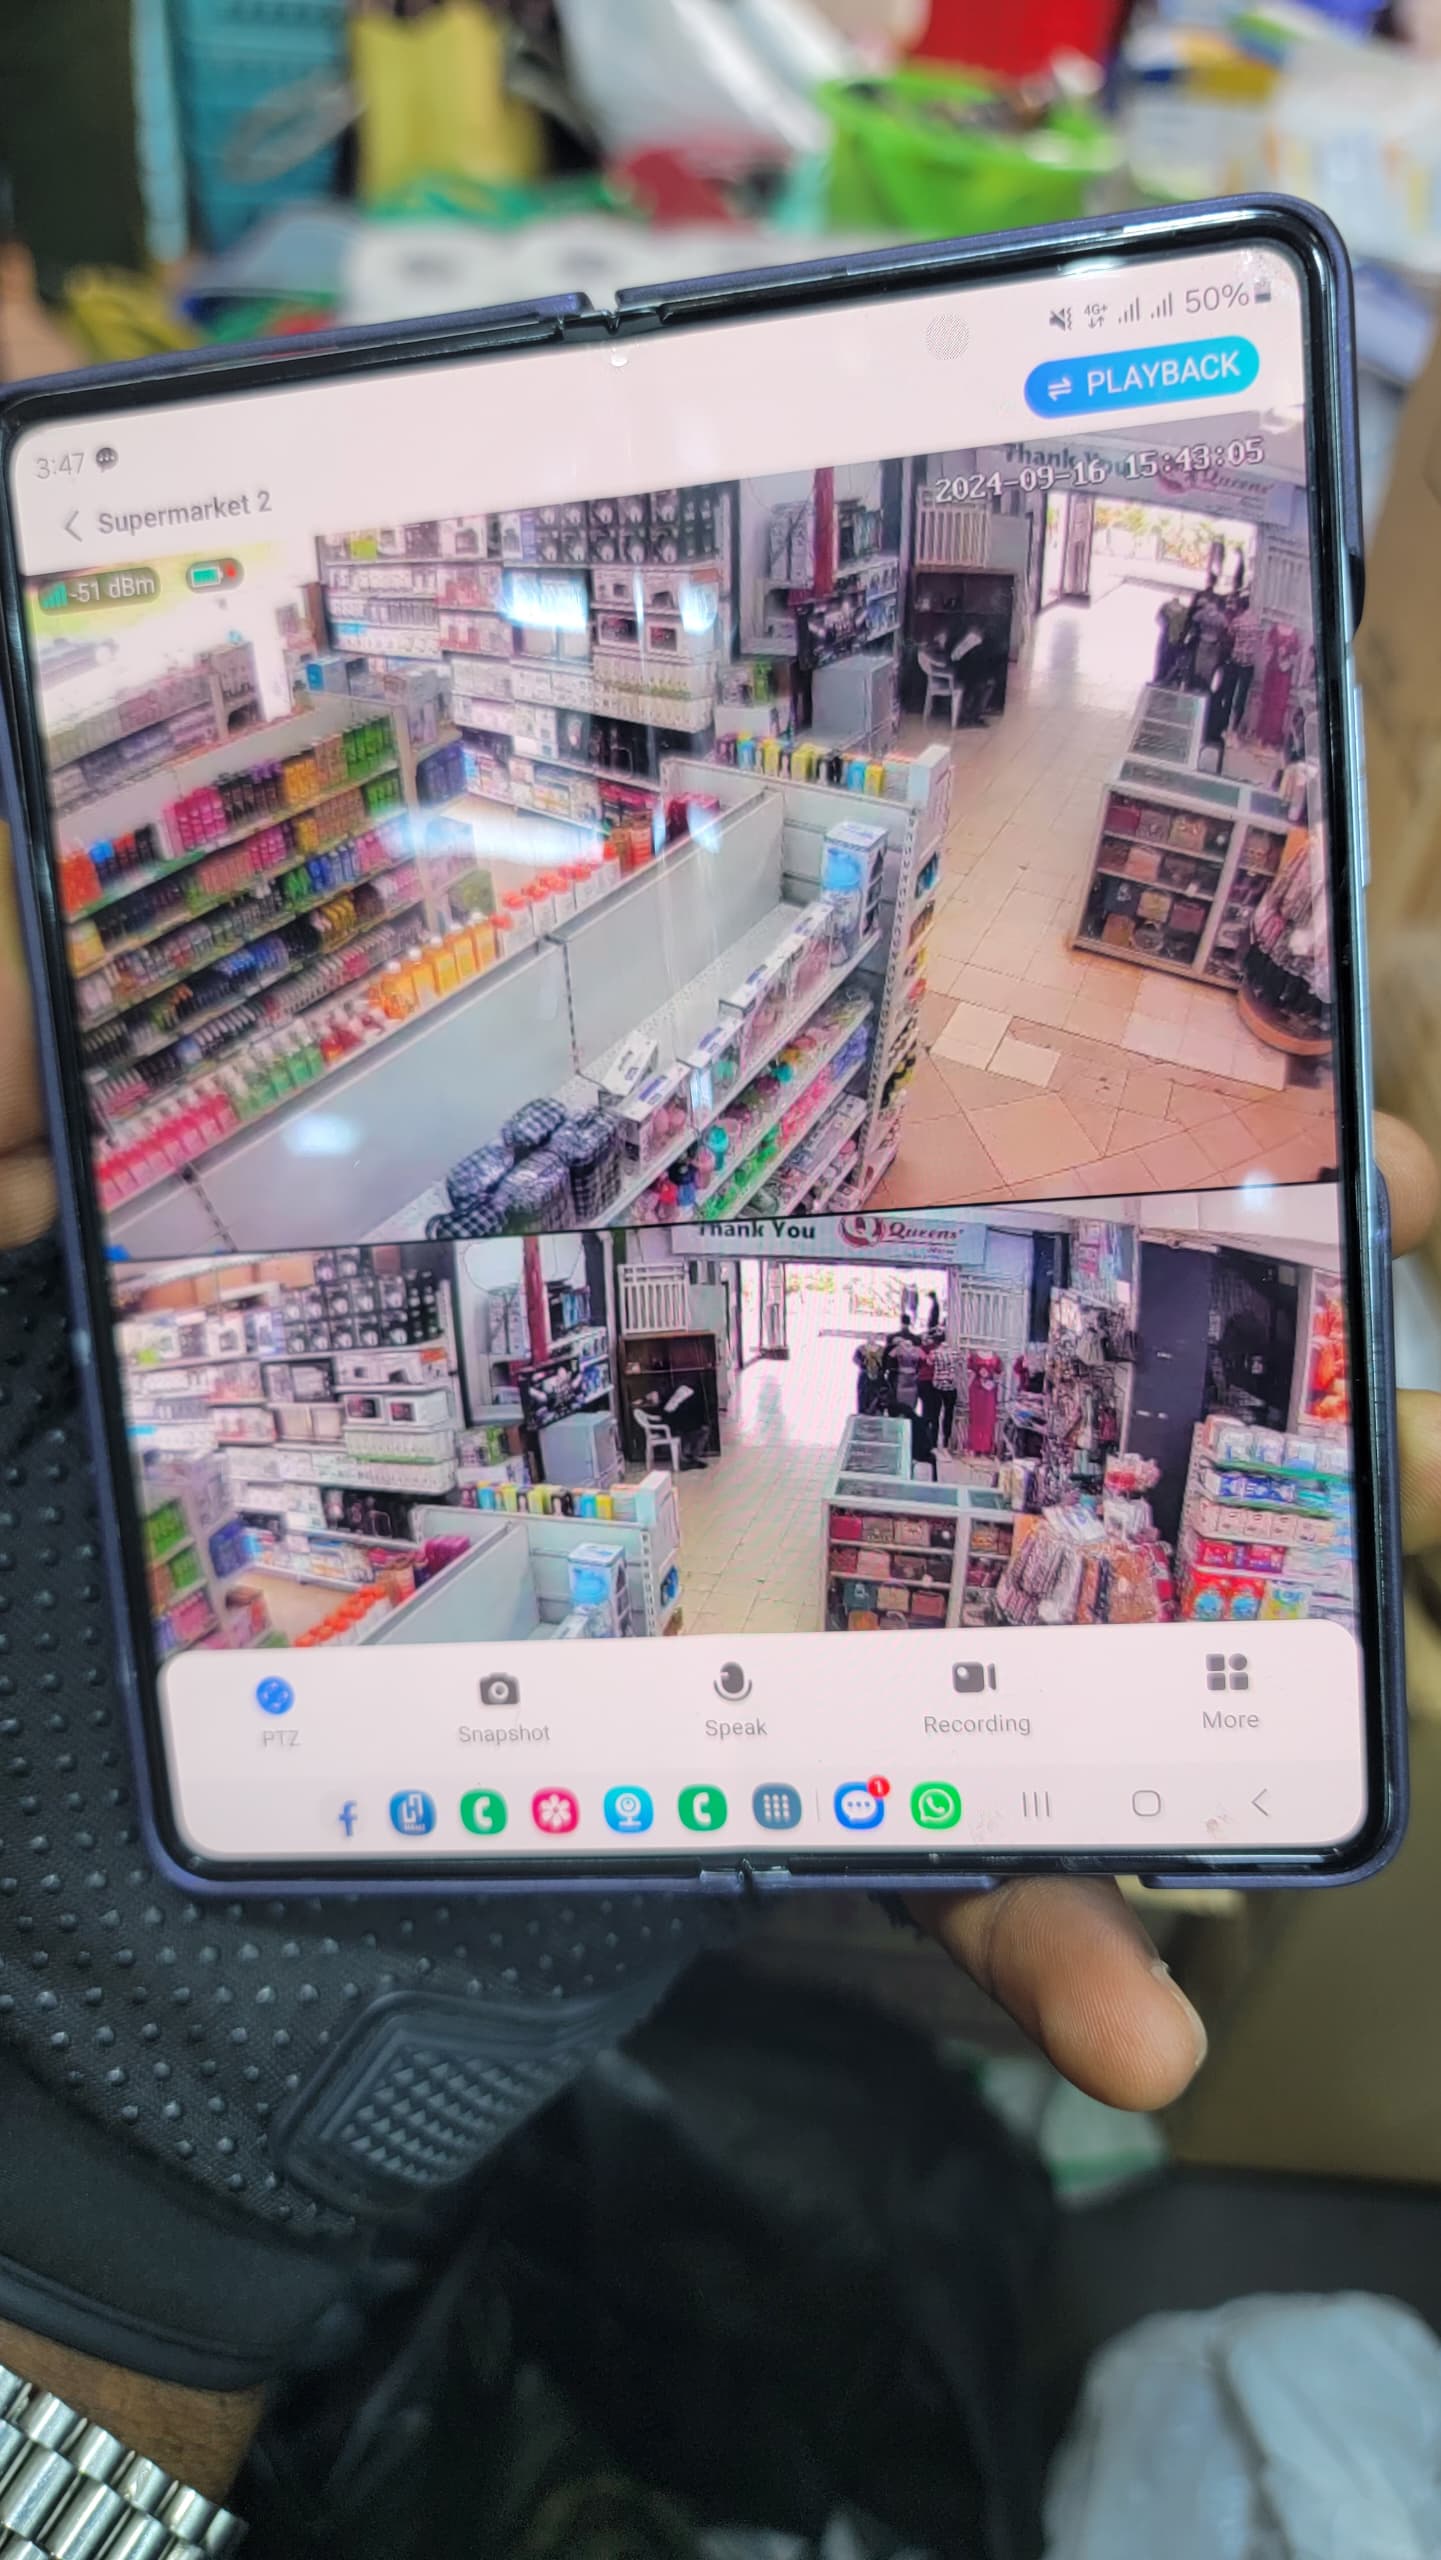 50%
PLAYBACK
3:47
Supermarket 2
Thank You
Queens'
2024-09-16 15:43:05
-51 dBm
Thank You
Queens'
PTZ
Snapshot
Speak
Recording
More
1